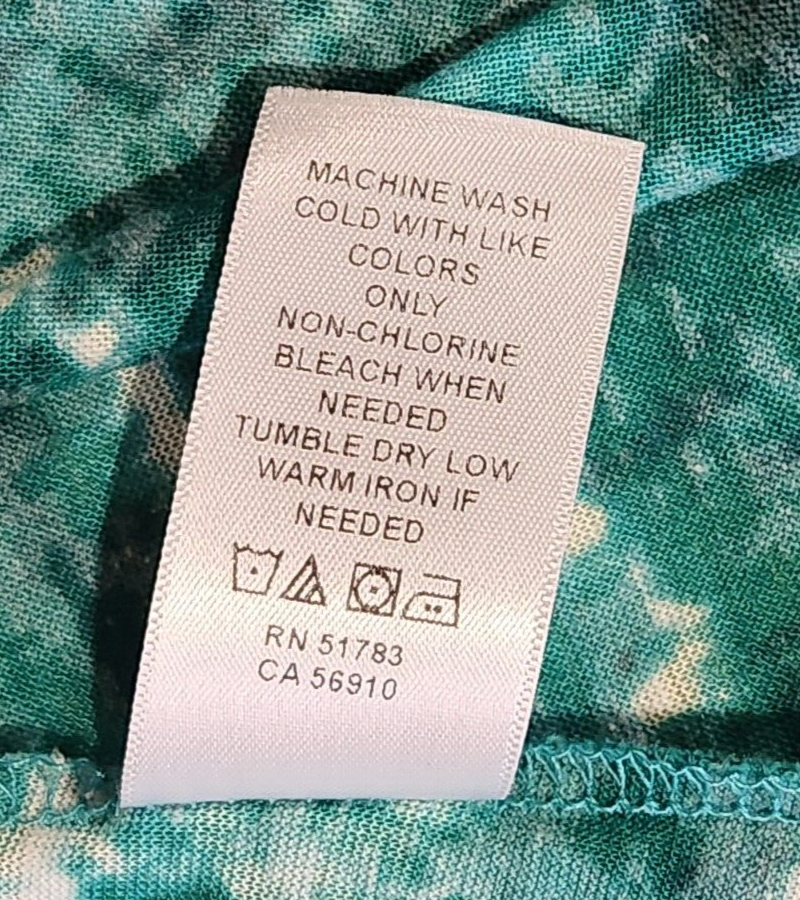 MACHINE WASH
COLD WITH LIKE
COLORS
ONLY
NON-CHLORINE
BLEACH WHEN
NEEDED
TUMBLE DRY LOW
WARM IRON IF
NEEDED
RN 51783
CA 56910